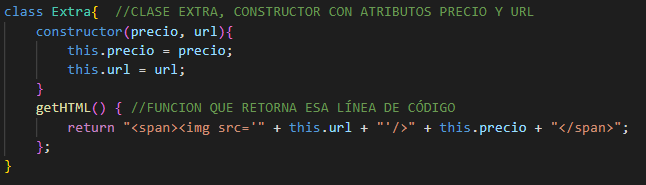 class Extra{  //CLASE EXTRA, CONSTRUCTOR CON ATRIBUTOS PRECIO Y URL
    constructor(precio, url){
        this.precio = precio;
        this.url = url;
    }
    getHTML() { //FUNCION QUE RETORNA ESA LÍNEA DE CÓDIGO
        return "<span><img src='" + this.url + "'/>" + this.precio + "</span>";
    };
}